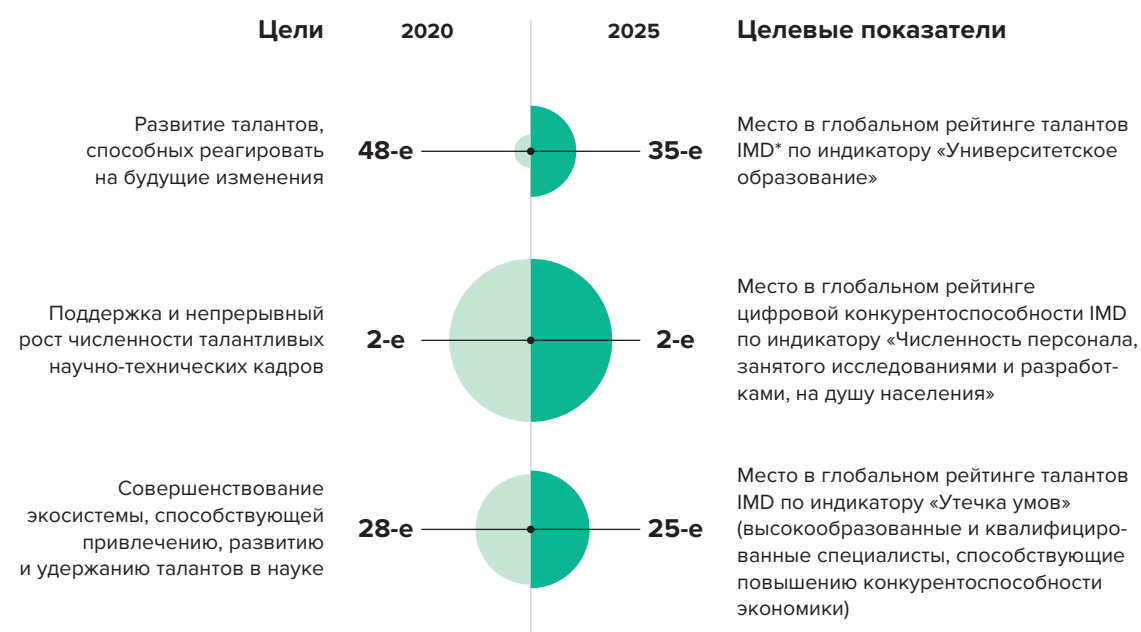 Цели 2020 2025 Целевые показатели
Развитие талантов,
способных реагировать
на будущие изменения
48-е 35-е
Место в глобальном рейтинге талантов
IMD* по индикатору «Университетское
образование»
Поддержка и непрерывный
рост численности талантливых
научно-технических кадров
2-е 2-е
Место в глобальном рейтинге
цифровой конкурентоспособности IMD
по индикатору «Численность персонала,
занятого исследованиями и разработ-
ками, на душу населения»
Совершенствование
экосистемы, способствующей
привлечению, развитию
и удержанию талантов в науке
28-е 25-е
Место в глобальном рейтинге талантов
IMD по индикатору «Утечка умов»
(высокообразованные и квалифициро-
ванные специалисты, способствующие
повышению конкурентоспособности
экономики)